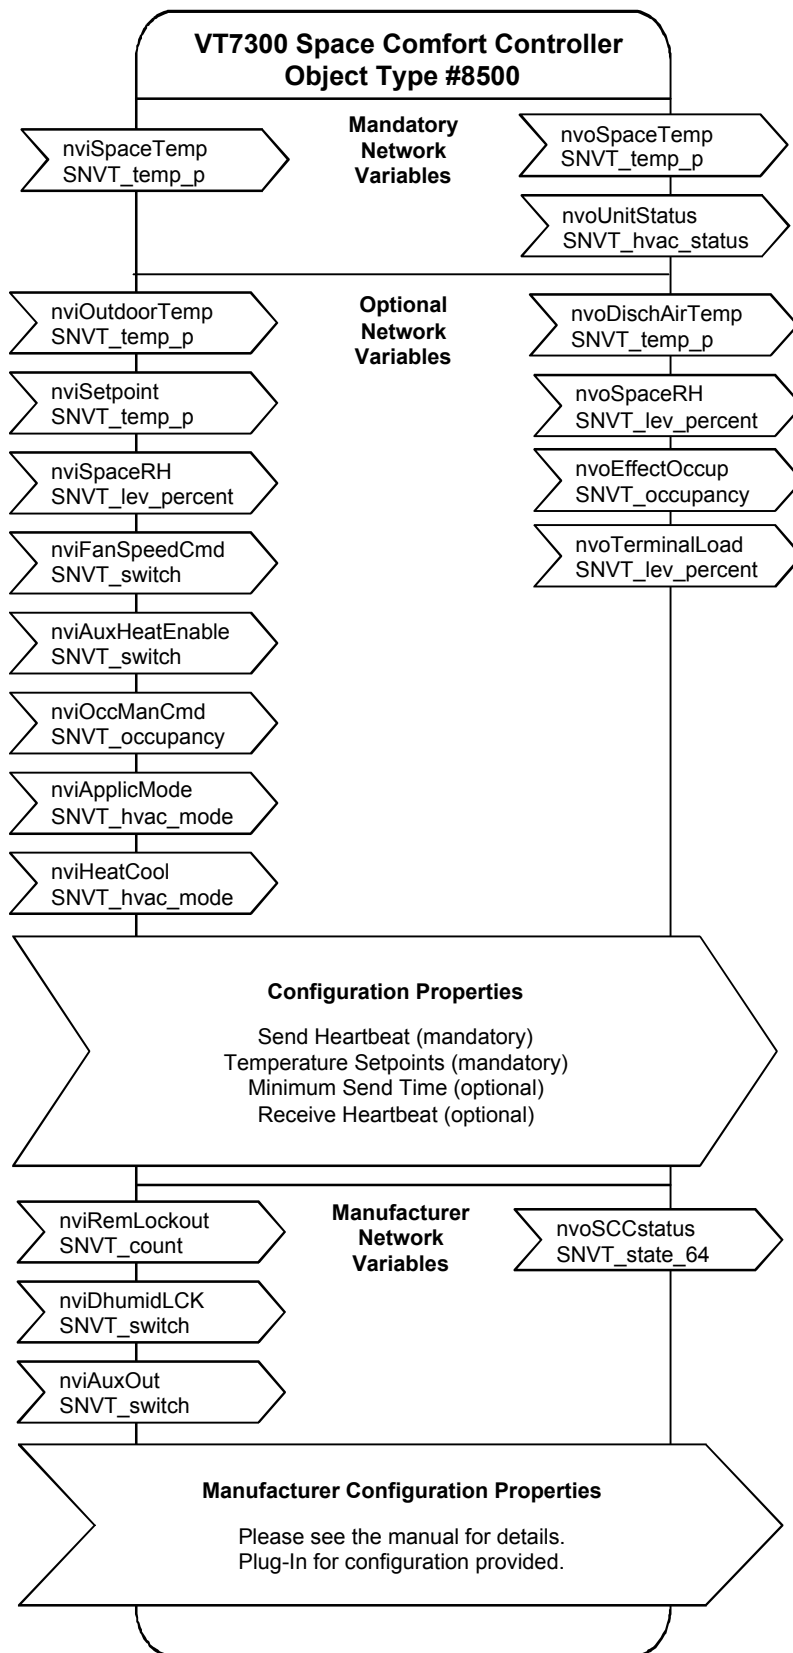 VT7300 Space Comfort Controller
Object Type #8500
Mandatory
Network
Variables
nviSpaceTemp
SNVT_temp_p
nvoSpaceTemp
SNVT_temp_p
nvoUnitStatus
SNVT_hvac_status
Optional
Network
Variables
nviOutdoorTemp
SNVT_temp_p
nviSetpoint
SNVT_temp_p
nviSpaceRH
SNVT_lev_percent
nviFanSpeedCmd
SNVT_switch
nviAuxHeatEnable
SNVT_switch
nviOccManCmd
SNVT_occupancy
nviApplicMode
SNVT_hvac_mode
nviHeatCool
SNVT_hvac_mode
nvoDischAirTemp
SNVT_temp_p
nvoSpaceRH
SNVT_lev_percent
nvoEffectOccup
SNVT_occupancy
nvoTerminalLoad
SNVT_lev_percent
Configuration Properties
Send Heartbeat (mandatory)
Temperature Setpoints (mandatory)
Minimum Send Time (optional)
Receive Heartbeat (optional)
Manufacturer
Network
Variables
nviRemLockout
SNVT_count
nviDhumidLCK
SNVT_switch
nviAuxOut
SNVT_switch
nvoSCCstatus
SNVT_state_64
Manufacturer Configuration Properties
Please see the manual for details.
Plug-In for configuration provided.